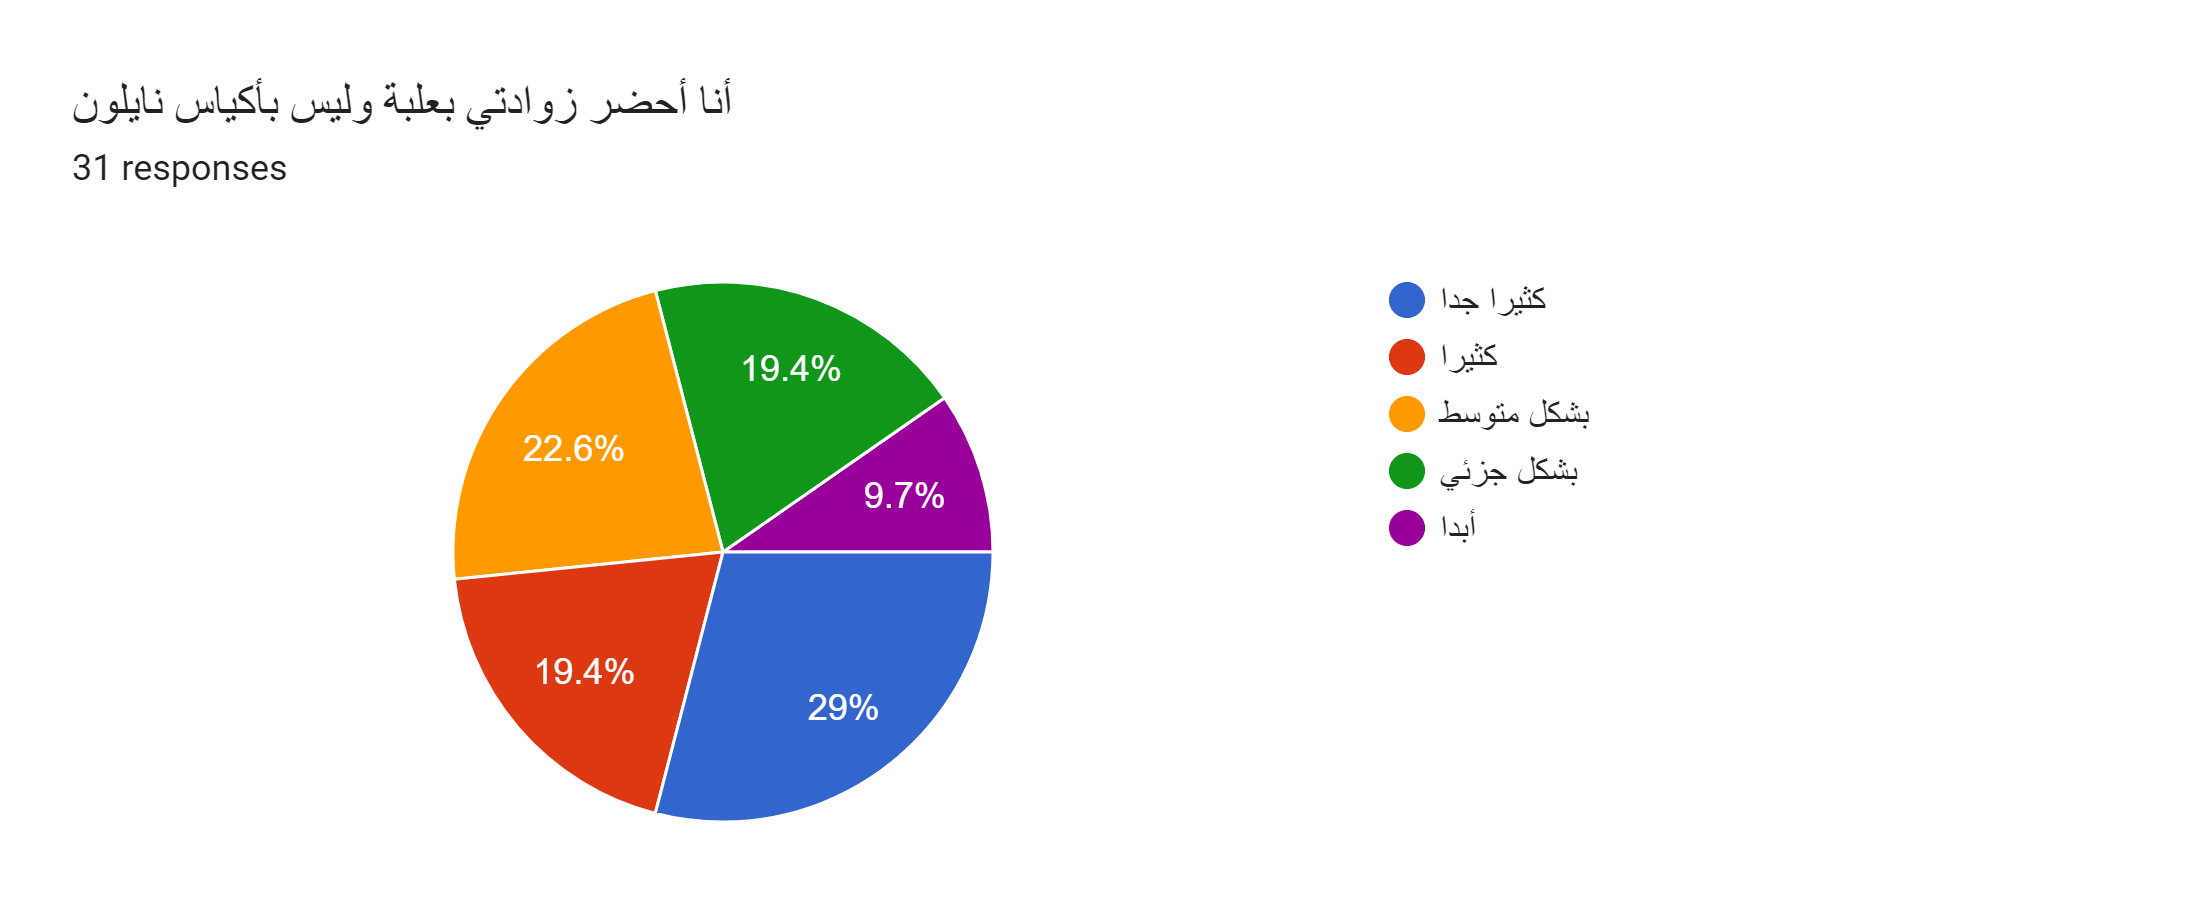 أنا أحضر زوادتي بعلبة وليس بأكياس نايلون
31 responses
19.4%
22.6%
9.7%
19.4%
29%
كثيرا جدا
كثيرا
بشكل متوسط
بشكل جزئي
أبدا